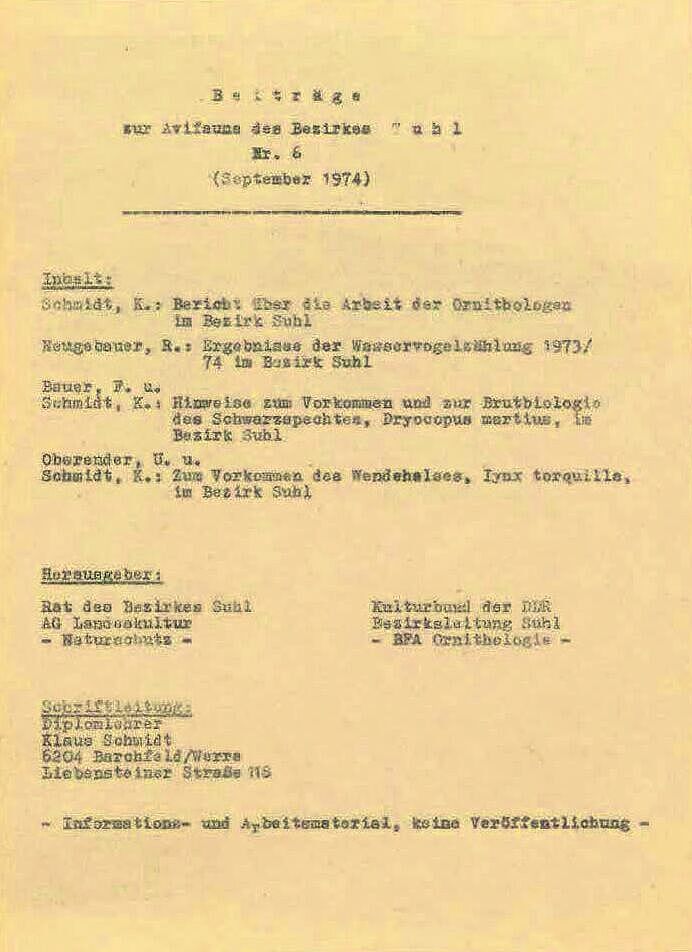 B e i t r ä g e
zur Avifauna des Bezirkes S u h l
Nr. 6
(September 1974)
Inhalt:
Schmidt, K.: Bericht über die Arbeit der Ornithologen
im Bezirk Suhl
Neugebauer, R.: Ergebnisse der Wasservogelzählung 1973/
74 im Bezirk Suhl
Bauer, F. u.
Schmidt, K.: Hinweise zum Vorkommen und zur Brutbiologie
des Schwarzspechtes, Dryocopus martius, im
Bezirk Suhl
Oberender, U. u.
Schmidt, K.: Zum Vorkommen des Wendehalses, Iynx torquilla,
im Bezirk Suhl
Herausgeber:
Rat des Bezirkes Suhl
AG Landeskultur
- Naturschutz -
Kulturbund der DDR
Bezirksleitung Suhl
- BFA Ornithologie -
Schriftleitung:
Diplomlehrer
Klaus Schmidt
6204 Barchfeld/Werra
Liebensteiner Straße 118
- Informations- und Arbeitsmaterial, keine Veröffentlichung -